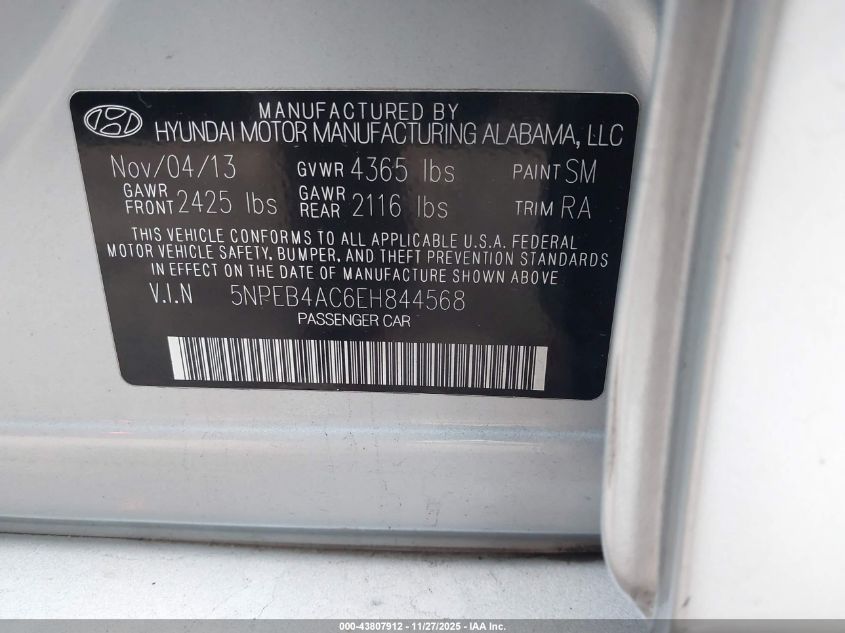 MANUFACTURED BY
HYUNDAI MOTOR MANUFACTURING ALABAMA, LLC
Nov/04/13 GVWR 4365 lbs PAINT SM
GAWR FRONT 2425 lbs GAWR REAR 2116 lbs TRIM RA
THIS VEHICLE CONFORMS TO ALL APPLICABLE U.S.A. FEDERAL
MOTOR VEHICLE SAFETY, BUMPER, AND THEFT PREVENTION STANDARDS
IN EFFECT ON THE DATE OF MANUFACTURE SHOWN ABOVE
V.I.N 5NPEB4AC6EH844568
PASSENGER CAR
000-43807912 - 11/27/2025 - IAA Inc.